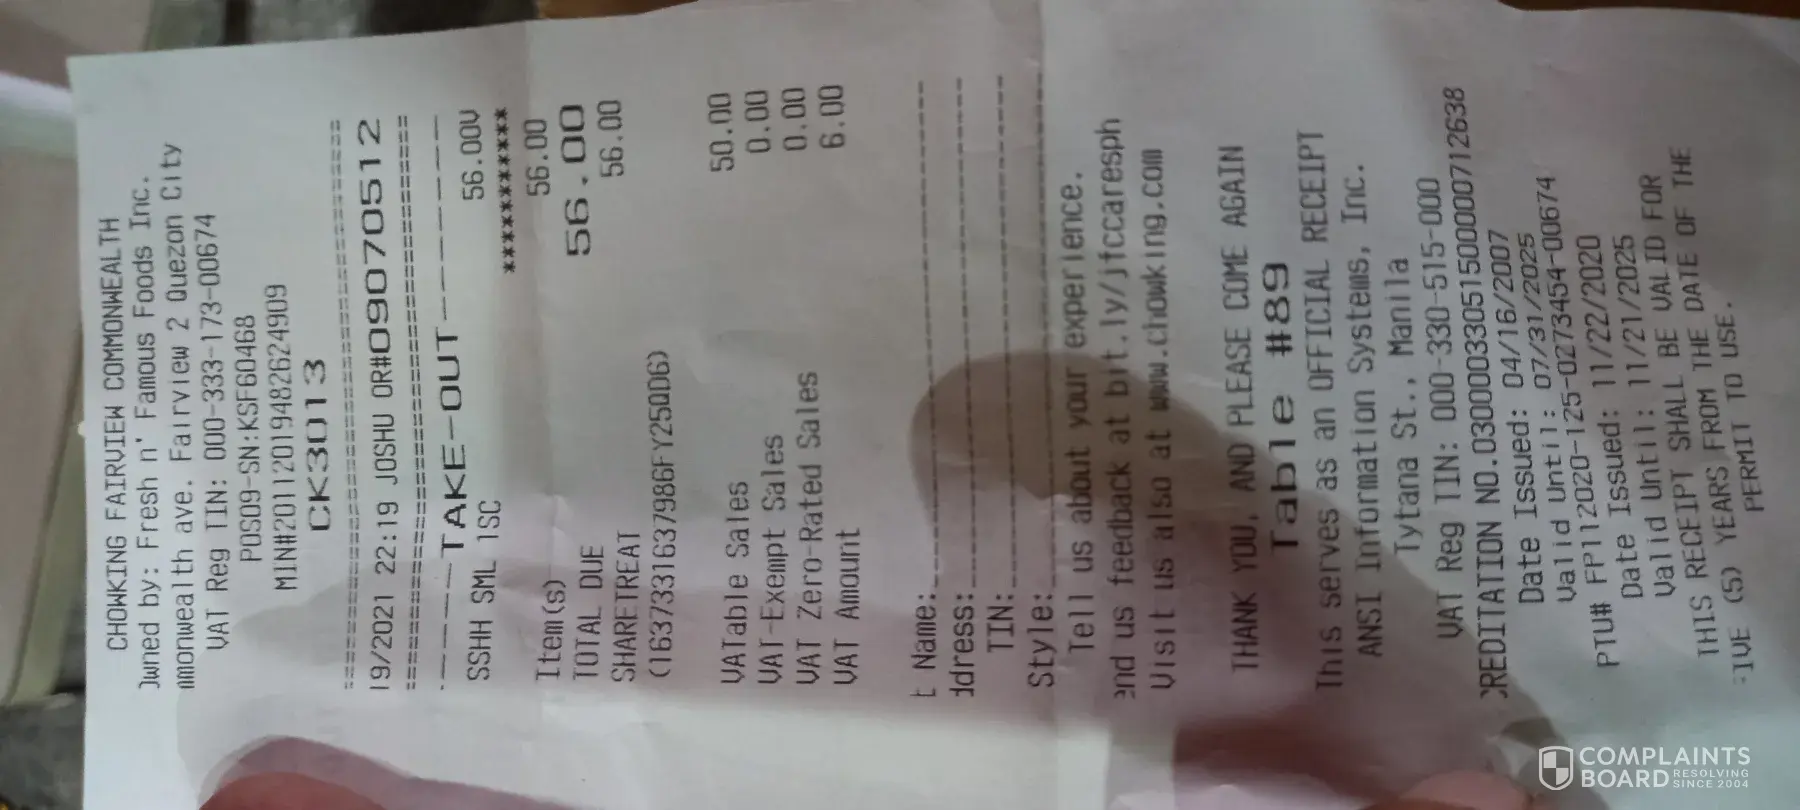 CHOWKING FAIRVIEW COMMONWEALTH
Owned by: Fresh n' Famous Foods Inc.
mmonwealth ave. Fairview 2 Quezon City
VAT Reg TIN: 000-333-173-00674
POS09-SN:KSF60468
MIN#20112019482624909
CK3013
===================================
19/2021 22:19 JOSHU OR#09070512
===================================
-----TAKE-OUT------
SSHH SML 1SC 56.00V
**************
Item(s) 56.00
TOTAL DUE 56.00
SHARETREAT 56.00
(1637331637986FY25QD6)
VATable Sales 50.00
VAT-Exempt Sales 0.00
VAT Zero-Rated Sales 0.00
VAT Amount 6.00
t Name:
ddress:
TIN:
Style:
Tell us about your experience.
end us feedback at bit.ly/jfccaresph
Visit us also at www.chowking.com
THANK YOU, AND PLEASE COME AGAIN
Table #89
This serves as an OFFICIAL RECEIPT
ANSI Information Systems, Inc.
Tytana St., Manila
VAT Reg TIN: 000-330-515-000
CREDITATION NO.030000033051500000712638
Date Issued: 04/16/2007
Valid Until: 07/31/2025
PTU# FP112020-125-0273454-00674
Date Issued: 11/22/2020
Valid Until: 11/21/2025
THIS RECEIPT SHALL BE VALID FOR
FIVE (5) YEARS FROM THE DATE OF THE
PERMIT TO USE.
COMPLAINTS
BOARD RESOLVING
SINCE 2004